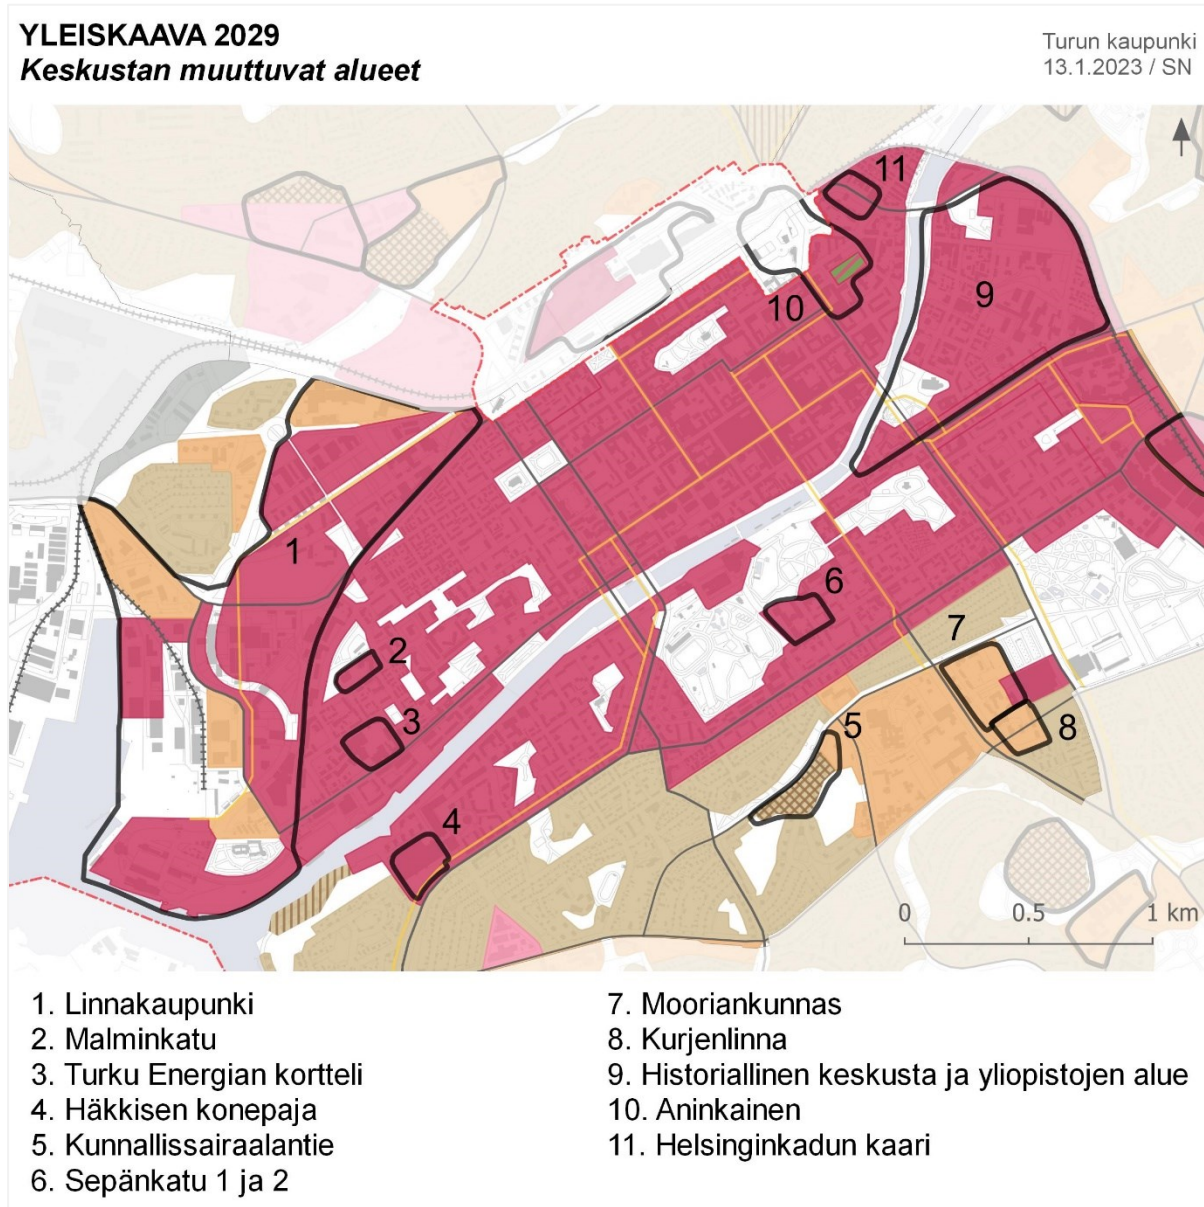 YLEISKAAVA 2029
Keskustan muuttuvat alueet
Turun kaupunki
13.1.2023 / SN
11
10
9
1
6
2
7
3
5
8
4
0
0.5
1 km
1. Linnakaupunki
2. Malminkatu
3. Turku Energian kortteli
4. Häkkisen konepaja
5. Kunnallissairaalantie
6. Sepänkatu 1 ja 2
7. Mooriankunnas
8. Kurjenlinna
9. Historiallinen keskusta ja yliopistojen alue
10. Aninkainen
11. Helsinginkadun kaari